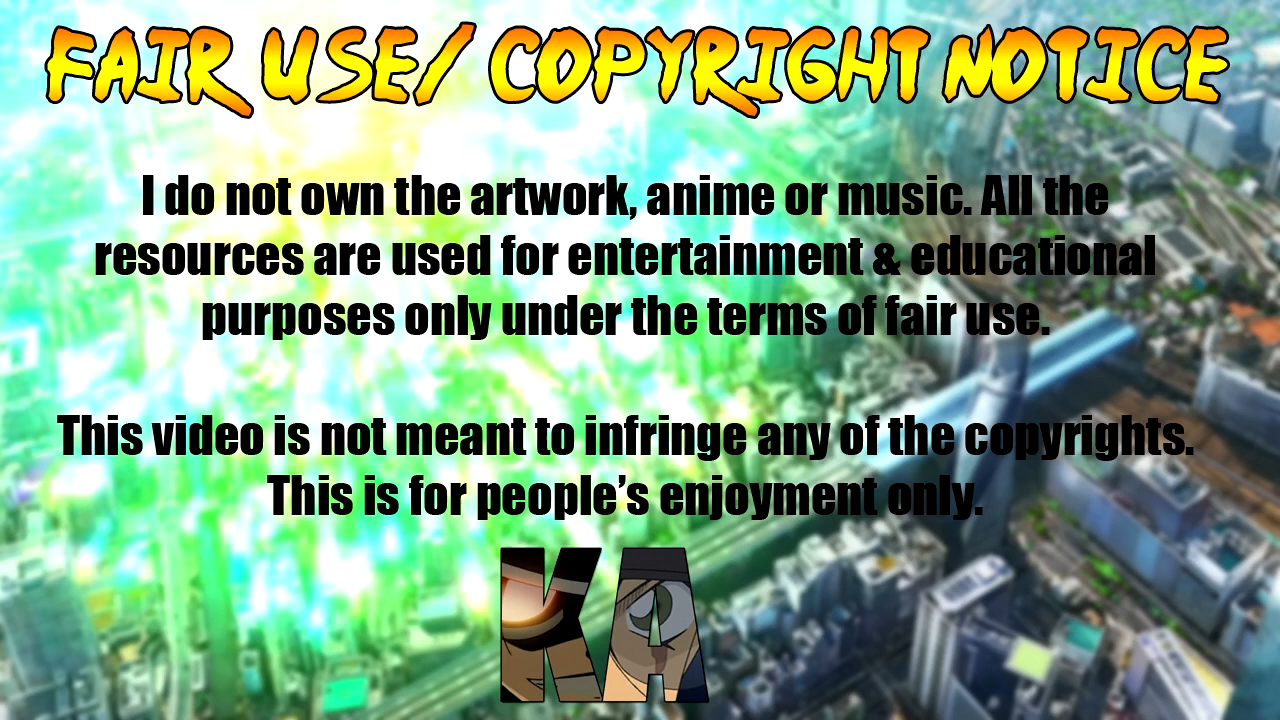 FAIR USE/ COPYRIGHT NOTICE
I do not own the artwork, anime or music. All the
resources are used for entertainment & educational
purposes only under the terms of fair use.
This video is not meant to infringe any of the copyrights.
This is for people’s enjoyment only.
KA